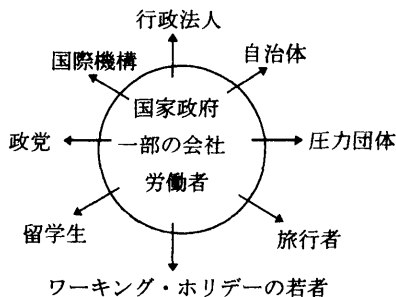 行政法人
国際機構
自治体
国家政府
政党
一部の会社
圧力団体
労働者
留学生
旅行者
ワーキング・ホリデーの若者